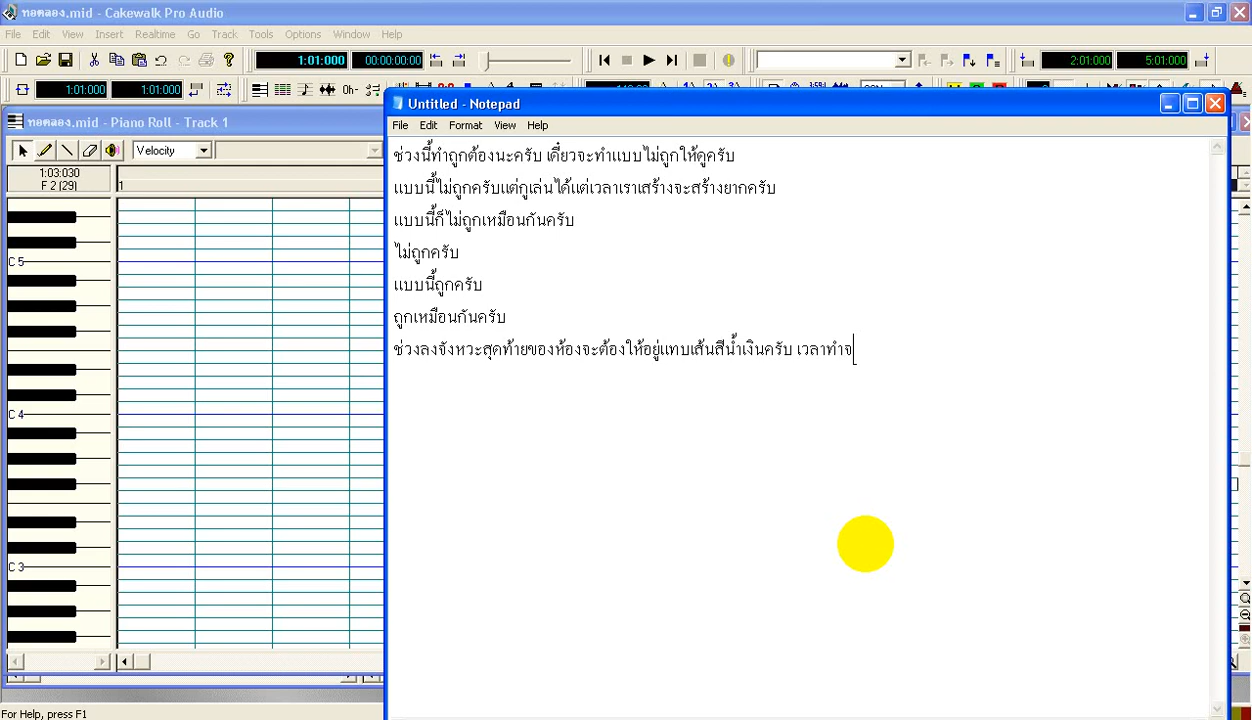 ทอดลอง.mid - Cakewalk Pro Audio
File Edit View Insert Realtime Go Track Tools Options Window Help
1:01:000 00:00:00:00 2:01:000 5:01:000
1:01:000 1:01:000
ทอดลอง.mid - Piano Roll - Track 1
Velocity
1:03:030
F 2 (29)
1
C 5
C 4
C 3
Untitled - Notepad
File Edit Format View Help
ช่วงนี้ทำถูกต้องนะครับ เดี๋ยวจะทำแบบไม่ถูกให้ดูครับ
แบบนี้ไม่ถูกครับแต่กูเล่นได้แต่เวลาเราเสร้างจะสร้างยากครับ
แบบนี้ก็ไม่ถูกเหมือนกันครับ
ไม่ถูกครับ
แบบนี้ถูกครับ
ถูกเหมือนกันครับ
ช่วงลงจังหวะสุดท้ายของห้องจะต้องให้อยู่แทบเส้นสีน้ำเงินครับ เวลาทำจ
For Help, press F1